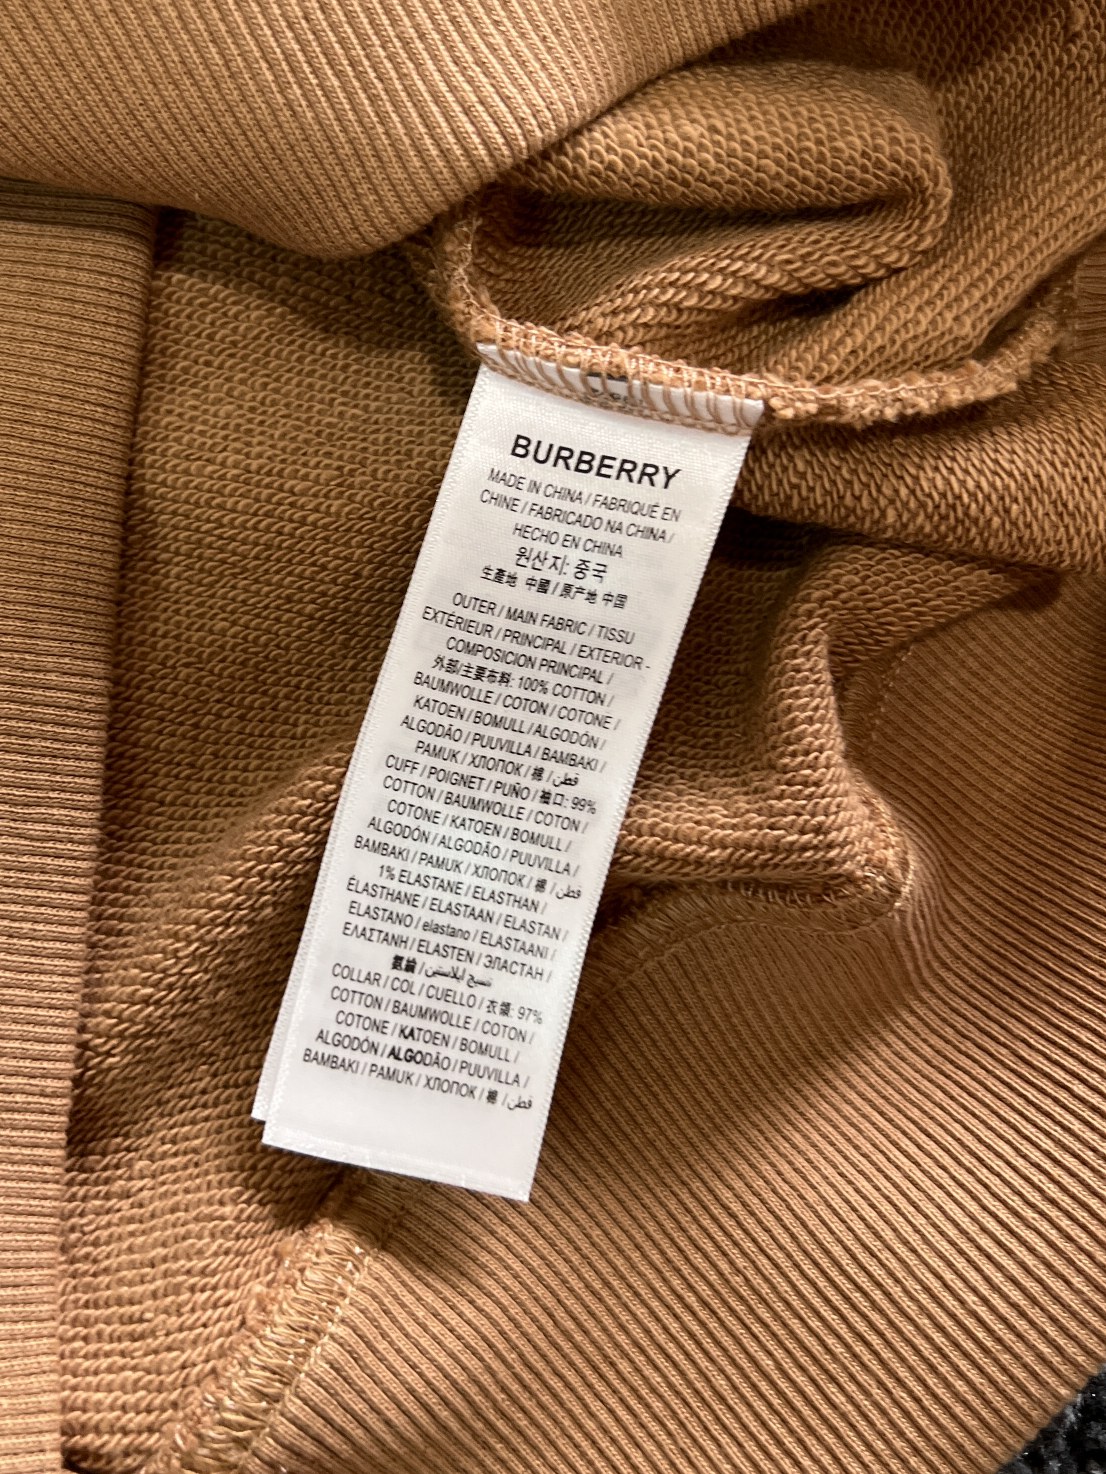 BURBERRY
MADE IN CHINA / FABRIQUÉ EN
CHINE / FABRICADO NA CHINA /
HECHO EN CHINA
원산지: 중국
生產地 中國 / 原产地 中国
OUTER / MAIN FABRIC / TISSU
EXTÉRIEUR / PRINCIPAL / EXTERIOR -
COMPOSICION PRINCIPAL /
外部/主要布料: 100% COTTON /
BAUMWOLLE / COTON / COTONE /
KATOEN / BOMULL / ALGODÓN /
ALGODÃO / PUUVILLA / BAMBAKI /
PAMUK / ХЛОПОК / 棉 / قطن /
CUFF / POIGNET / PUÑO / 袖口: 99%
COTTON / BAUMWOLLE / COTON /
COTONE / KATOEN / BOMULL /
ALGODÓN / ALGODÃO / PUUVILLA /
BAMBAKI / PAMUK / ХЛОПОК / 棉 / قطن /
1% ELASTANE / ELASTHAN /
ÉLASTHANE / ELASTAAN / ELASTAN /
ELASTANO / elastano / ELASTAANI /
ΕΛΑΣΤΑΝΗ / ELASTEN / ЭЛАСТАН /
氨綸 / نسيج ايلاستين /
COLLAR / COL / CUELLO / 衣領: 97%
COTTON / BAUMWOLLE / COTON /
COTONE / KATOEN / BOMULL /
ALGODÓN / ALGODÃO / PUUVILLA /
BAMBAKI / PAMUK / ХЛОПОК / 棉 / قطن /